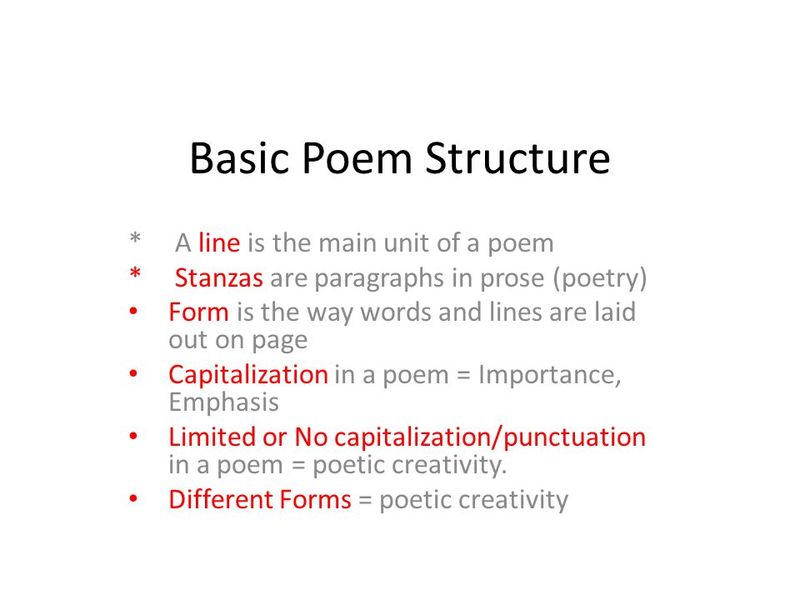 Basic Poem Structure
* A line is the main unit of a poem
* Stanzas are paragraphs in prose (poetry)
• Form is the way words and lines are laid
out on page
• Capitalization in a poem = Importance,
Emphasis
• Limited or No capitalization/punctuation
in a poem = poetic creativity.
• Different Forms = poetic creativity